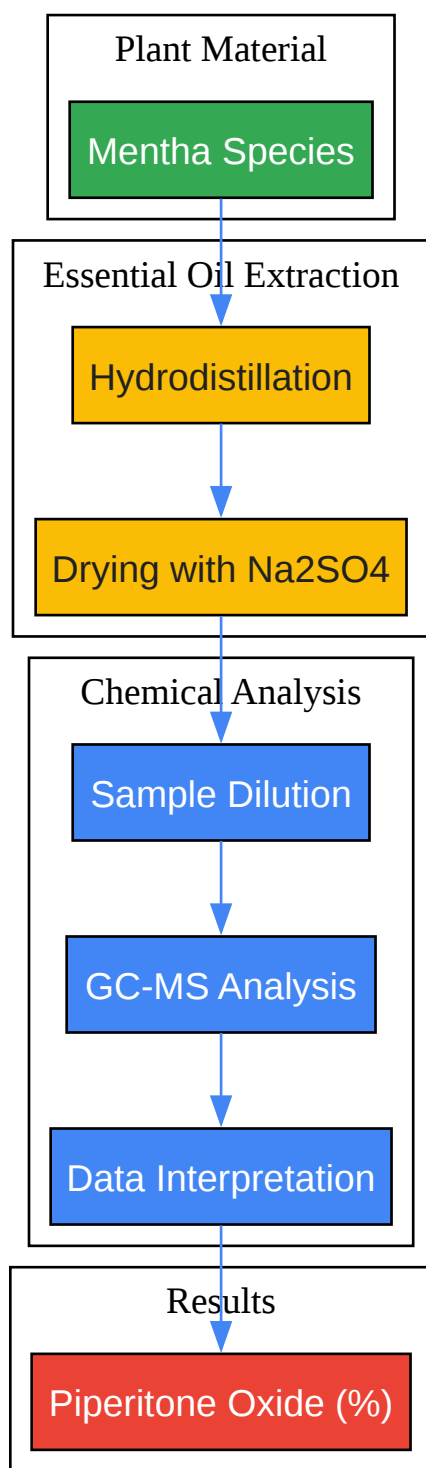 Plant Material
Mentha Species
Essential Oil Extraction
Hydrodistillation
Drying with Na2SO4
Chemical Analysis
Sample Dilution
GC-MS Analysis
Data Interpretation
Results
Piperitone Oxide (%)